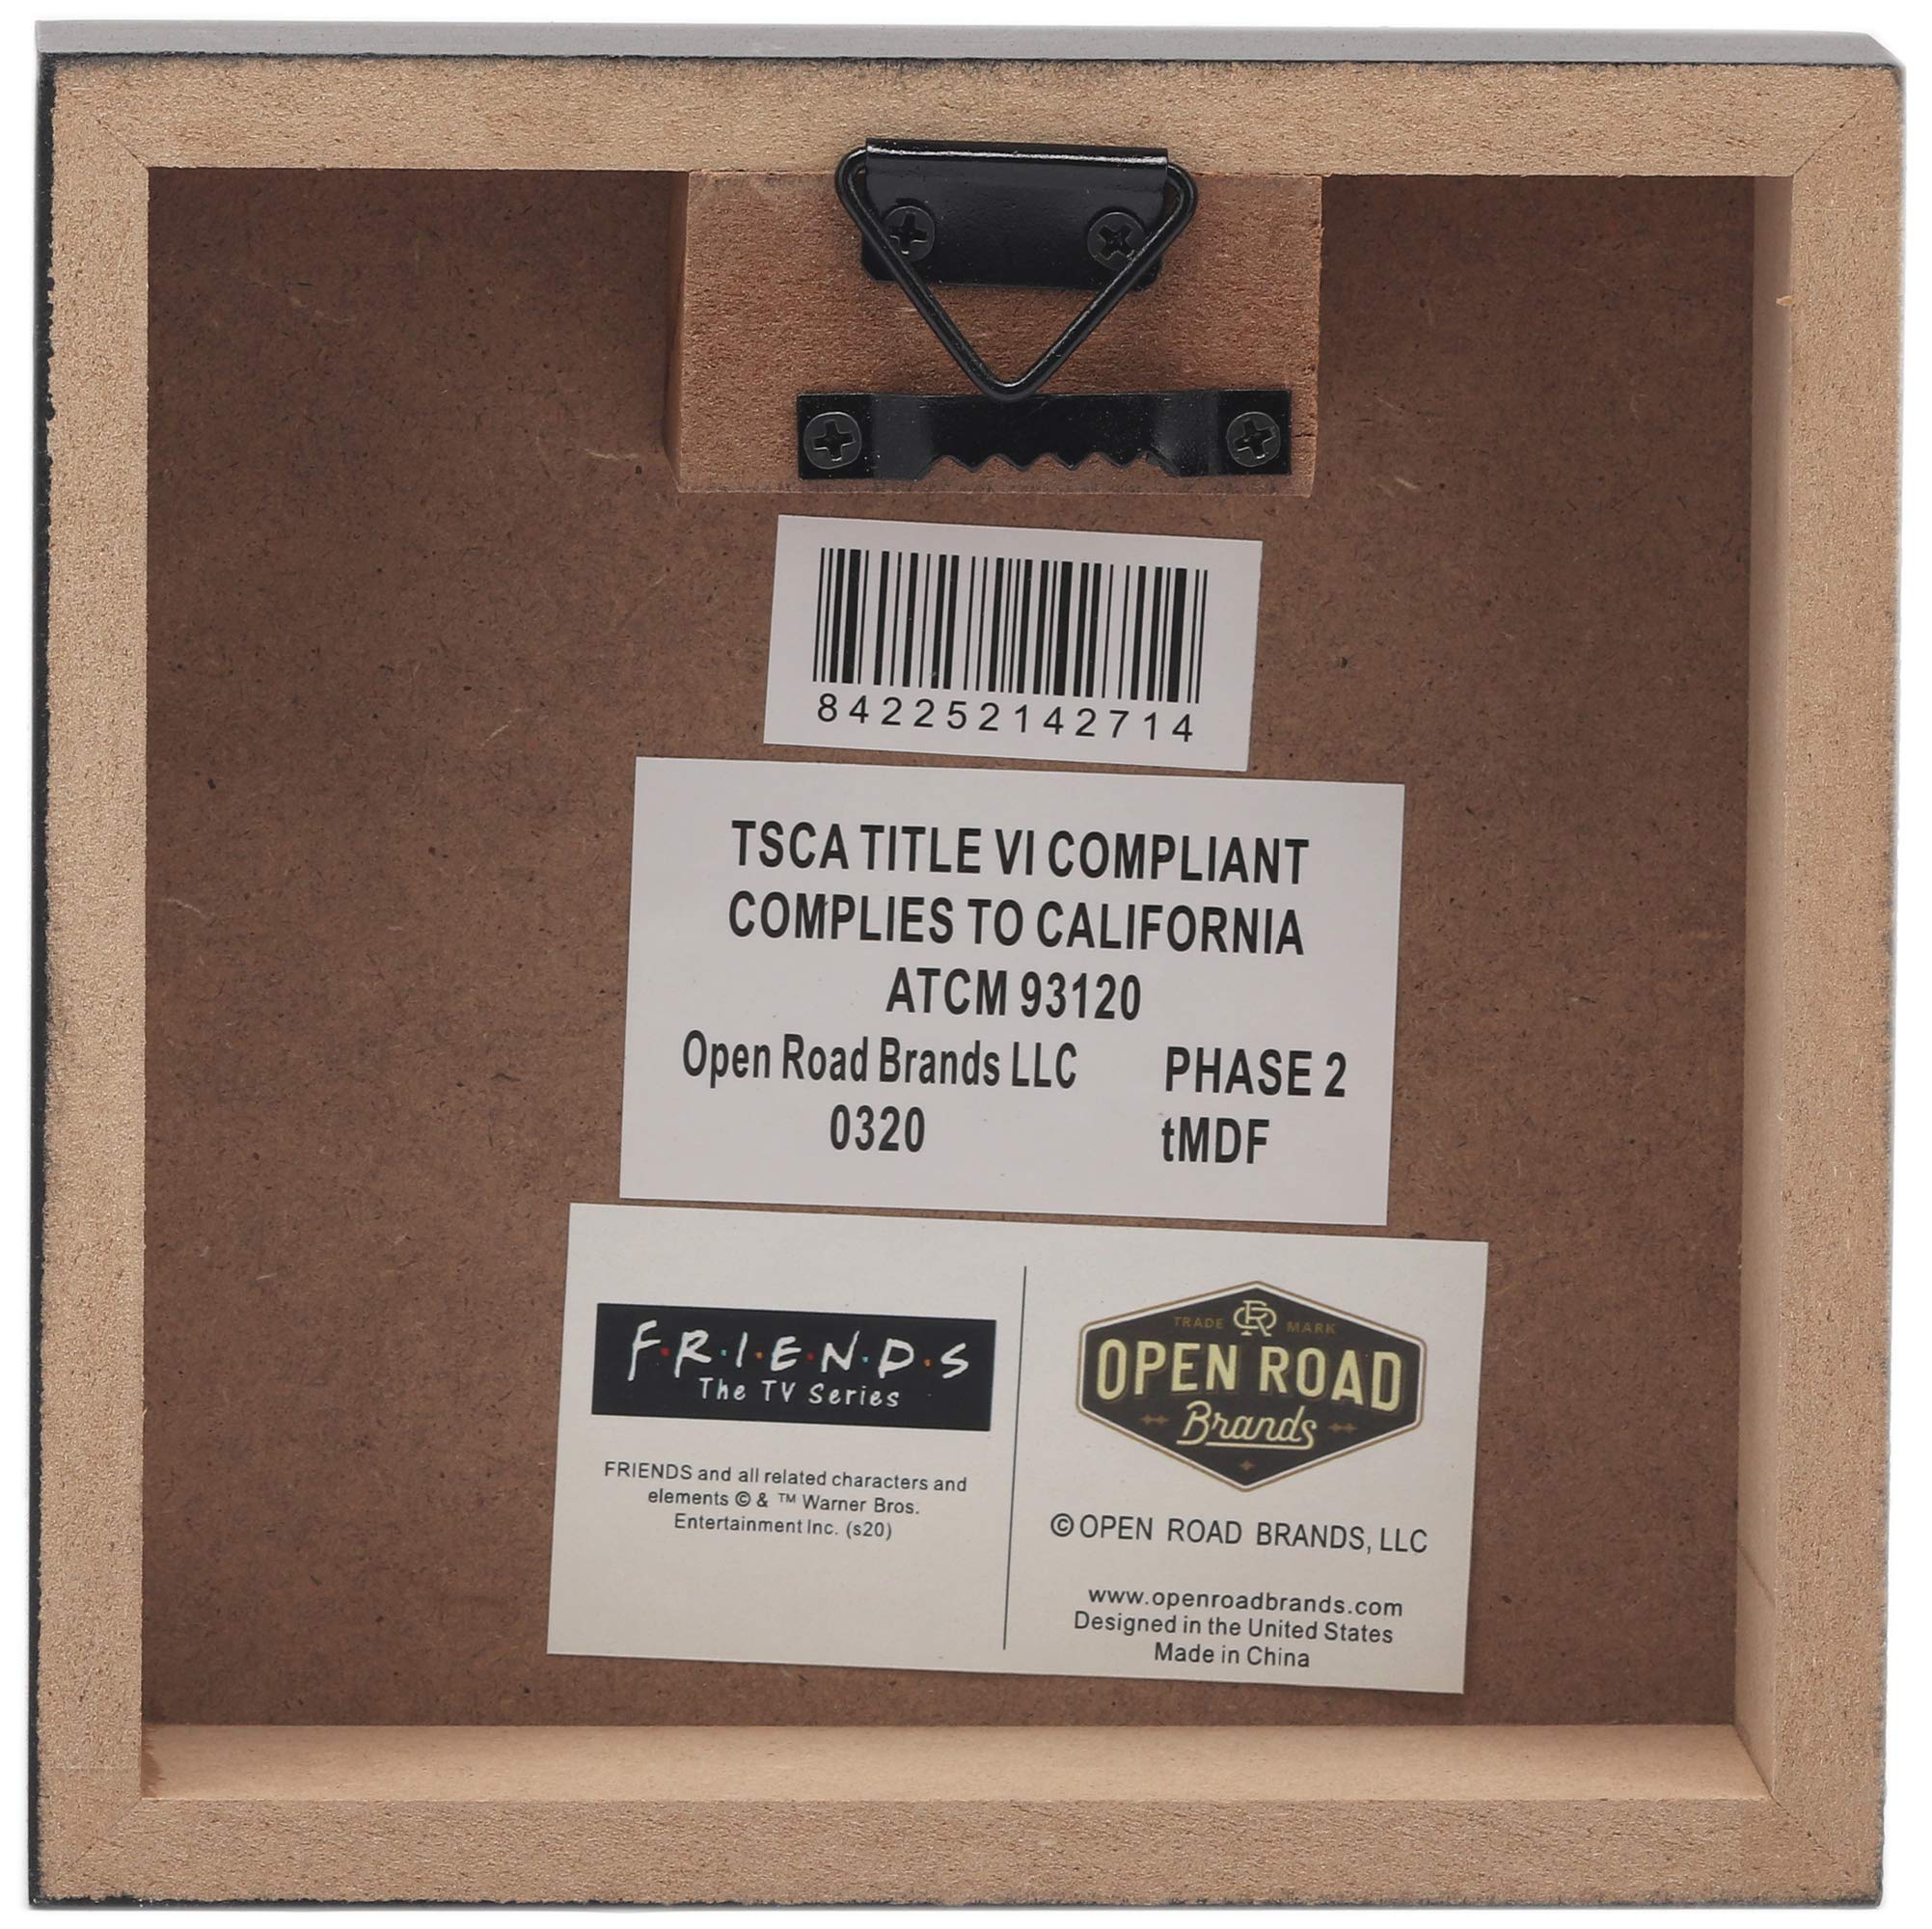 842252142714
TSCA TITLE VI COMPLIANT
COMPLIES TO CALIFORNIA
ATCM 93120
Open Road Brands LLC PHASE 2
0320 tMDF
F·R·I·E·N·D·S
The TV Series
FRIENDS and all related characters and
elements © & ™ Warner Bros.
Entertainment Inc. (s20)
TRADE OR MARK
OPEN ROAD
Brands
© OPEN ROAD BRANDS, LLC
www.openroadbrands.com
Designed in the United States
Made in China